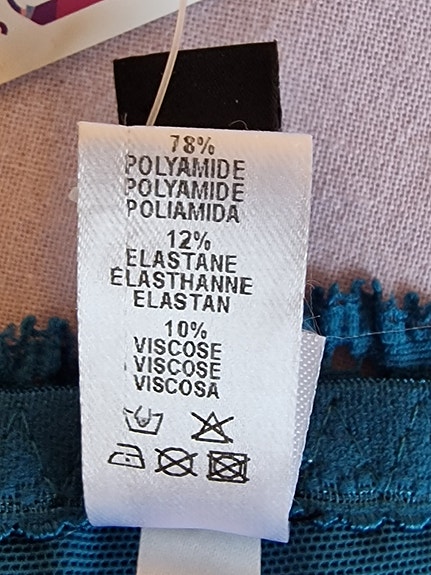 78%
POLYAMIDE
POLYAMIDE
POLIAMIDA
12%
ELASTANE
ÉLASTHANNE
ELASTAN
10%
VISCOSE
VISCOSE
VISCOSA